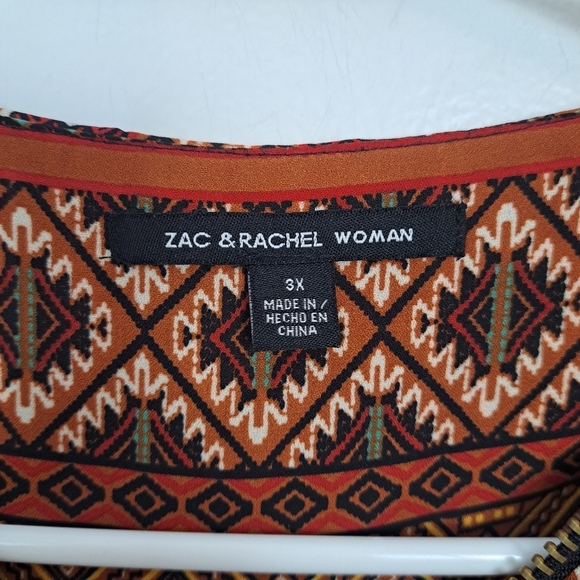 ZAC & RACHEL WOMAN
3X
MADE IN /
HECHO EN
CHINA